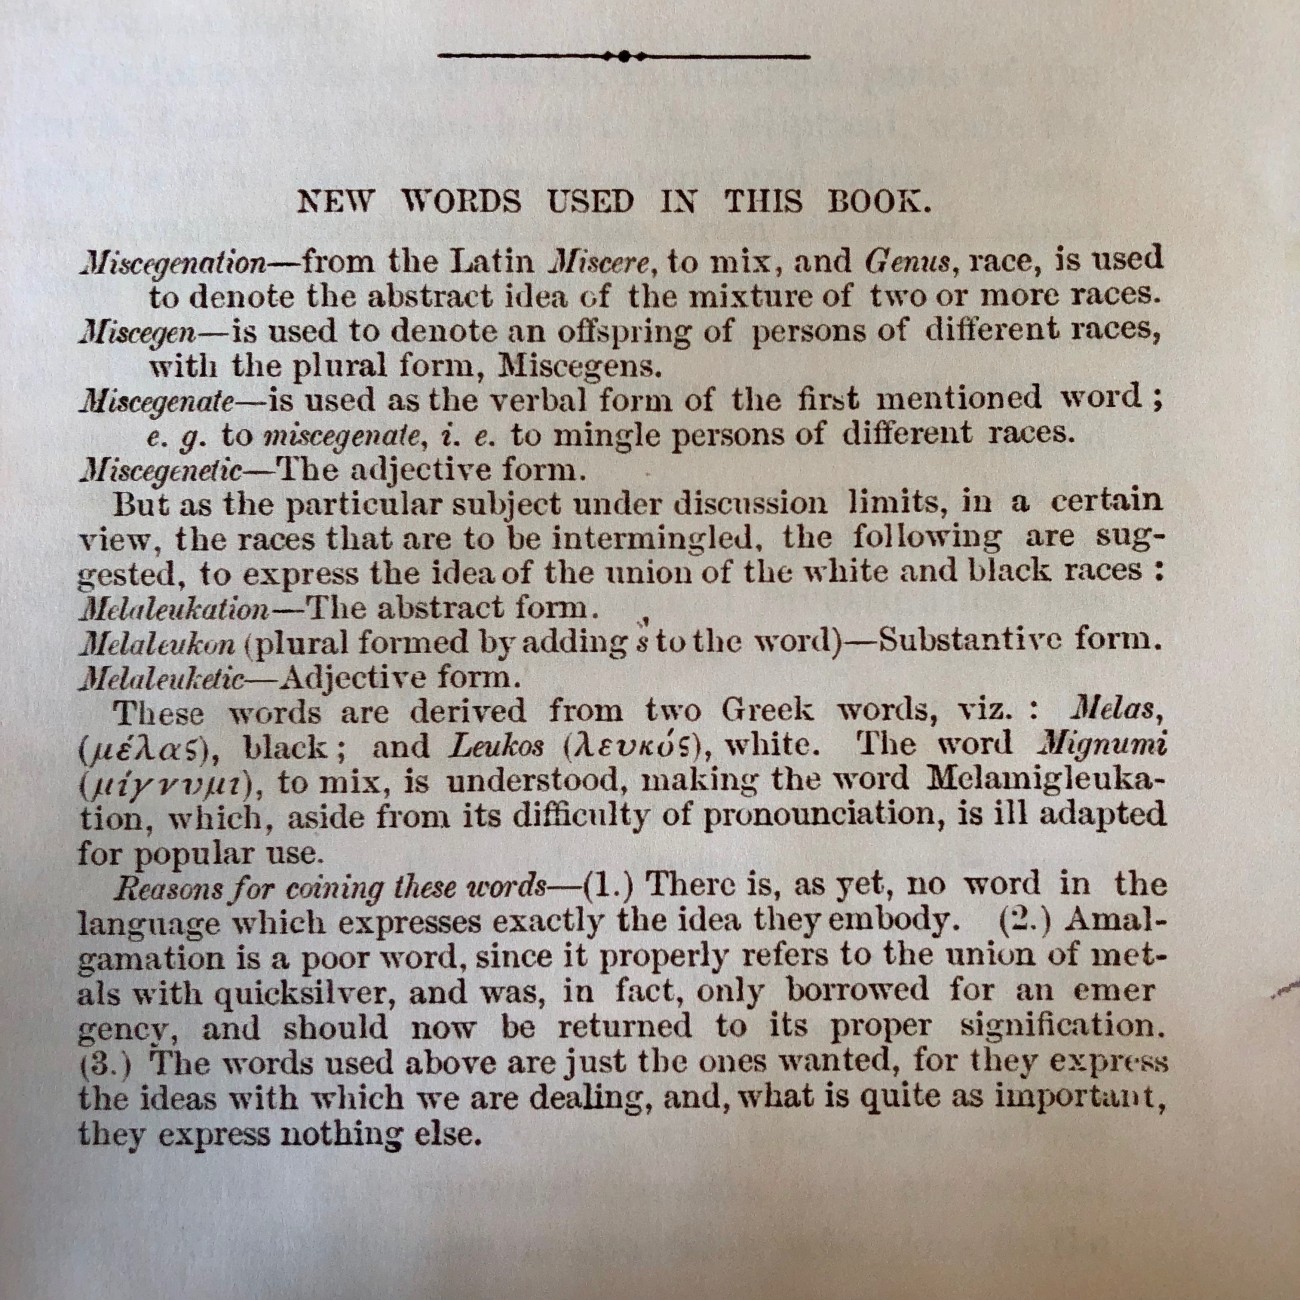 NEW WORDS USED IN THIS BOOK.
Miscegenation—from the Latin Miscere, to mix, and Genus, race, is used
to denote the abstract idea of the mixture of two or more races.
Miscegen—is used to denote an offspring of persons of different races,
with the plural form, Miscegens.
Miscegenate—is used as the verbal form of the first mentioned word ;
e. g. to miscegenate, i. e. to mingle persons of different races.
Miscegenetic—The adjective form.
But as the particular subject under discussion limits, in a certain
view, the races that are to be intermingled, the following are sug-
gested, to express the idea of the union of the white and black races :
Melaleukation—The abstract form.
Melaleukon (plural formed by adding 's to the word)—Substantive form.
Melaleuketic—Adjective form.
These words are derived from two Greek words, viz. : Melas,
(μέλας), black ; and Leukos (λευκός), white. The word Mignumi
(μίγνυμι), to mix, is understood, making the word Melamigleuka-
tion, which, aside from its difficulty of pronounciation, is ill adapted
for popular use.
Reasons for coining these words—(1.) There is, as yet, no word in the
language which expresses exactly the idea they embody. (2.) Amal-
gamation is a poor word, since it properly refers to the union of met-
als with quicksilver, and was, in fact, only borrowed for an emer
gency, and should now be returned to its proper signification.
(3.) The words used above are just the ones wanted, for they express
the ideas with which we are dealing, and, what is quite as important,
they express nothing else.